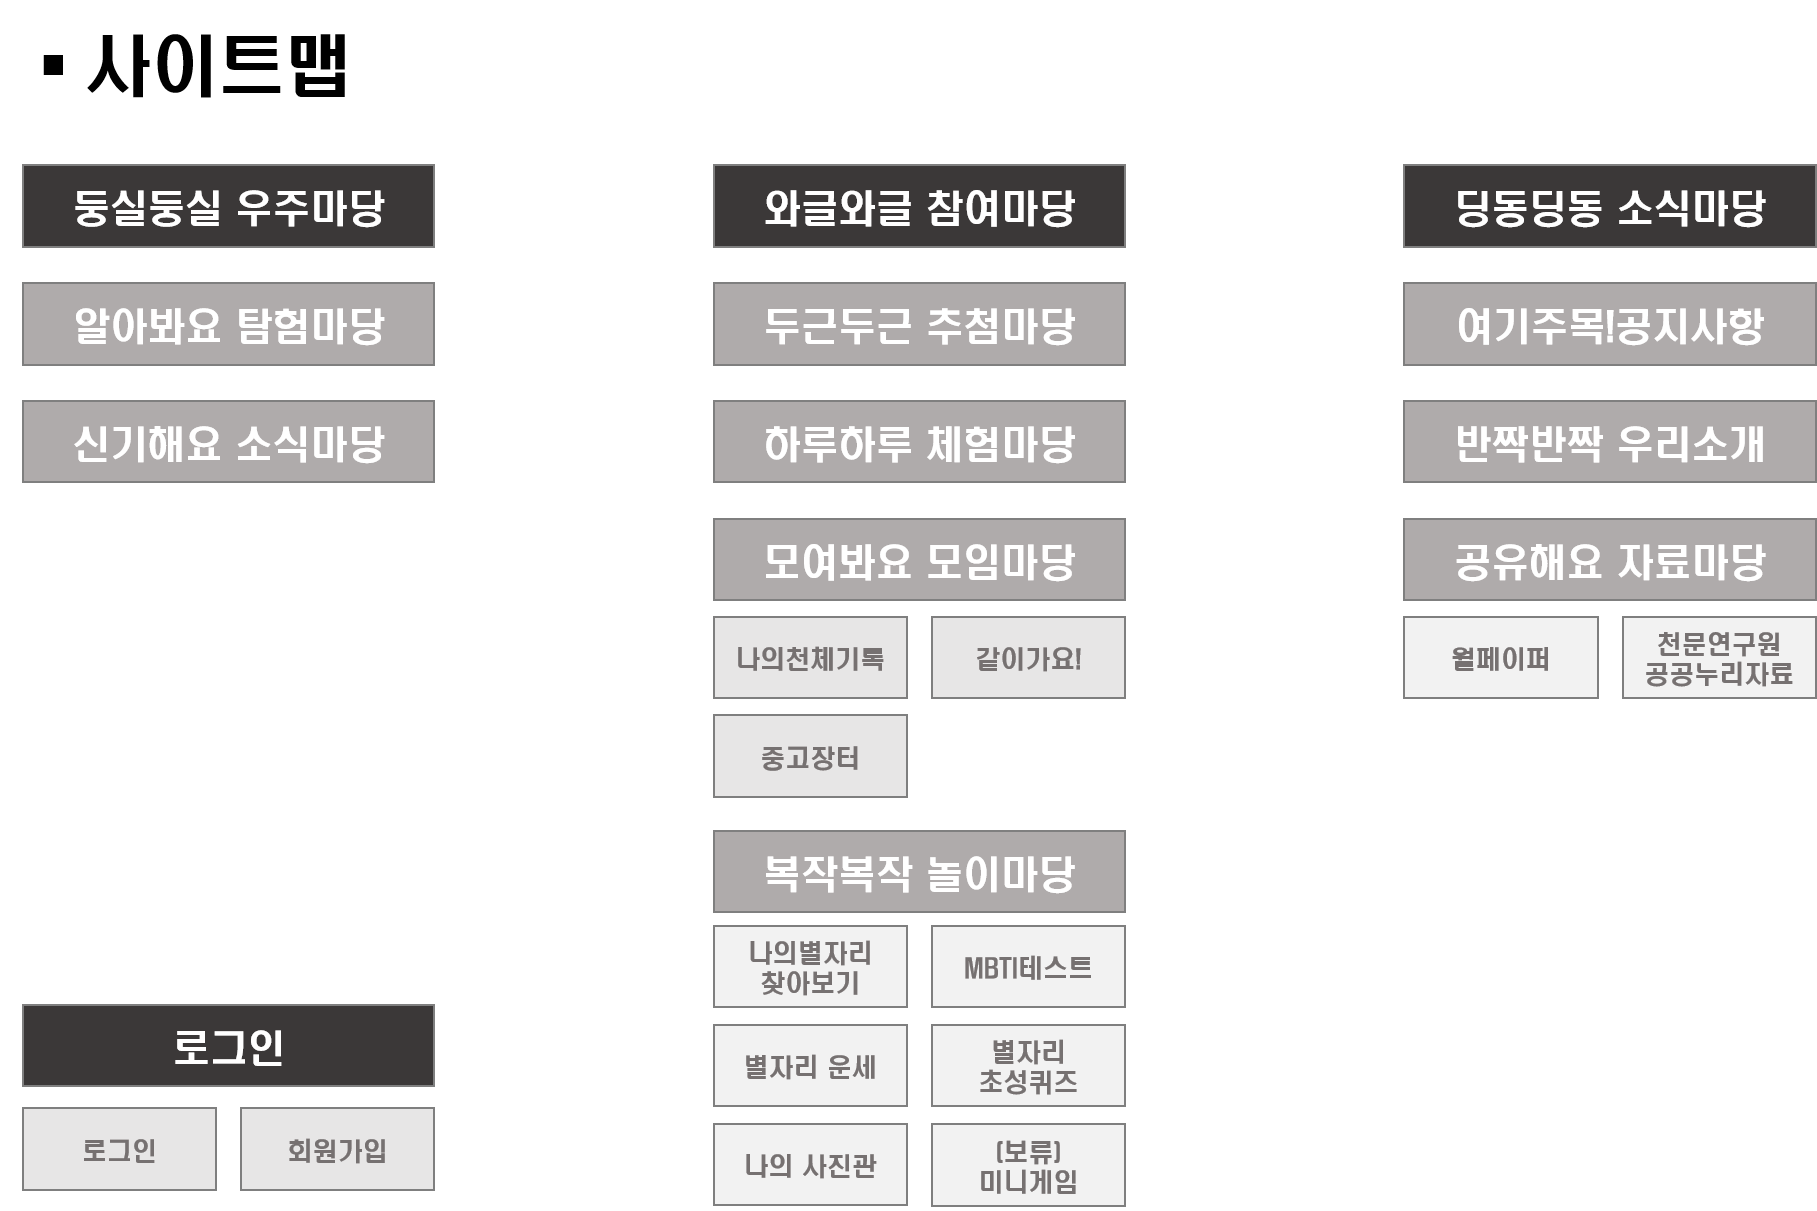 ▪ 사이트맵
둥실둥실 우주마당
알아봐요 탐험마당
신기해요 소식마당
로그인
로그인
회원가입
와글와글 참여마당
두근두근 추첨마당
하루하루 체험마당
모여봐요 모임마당
나의천체기록
같이가요!
중고장터
복작복작 놀이마당
나의별자리
찾아보기
MBTI테스트
별자리 운세
별자리
초성퀴즈
나의 사진관
(보류)
미니게임
딩동딩동 소식마당
여기주목!공지사항
반짝반짝 우리소개
공유해요 자료마당
월페이퍼
천문연구원
공공누리자료